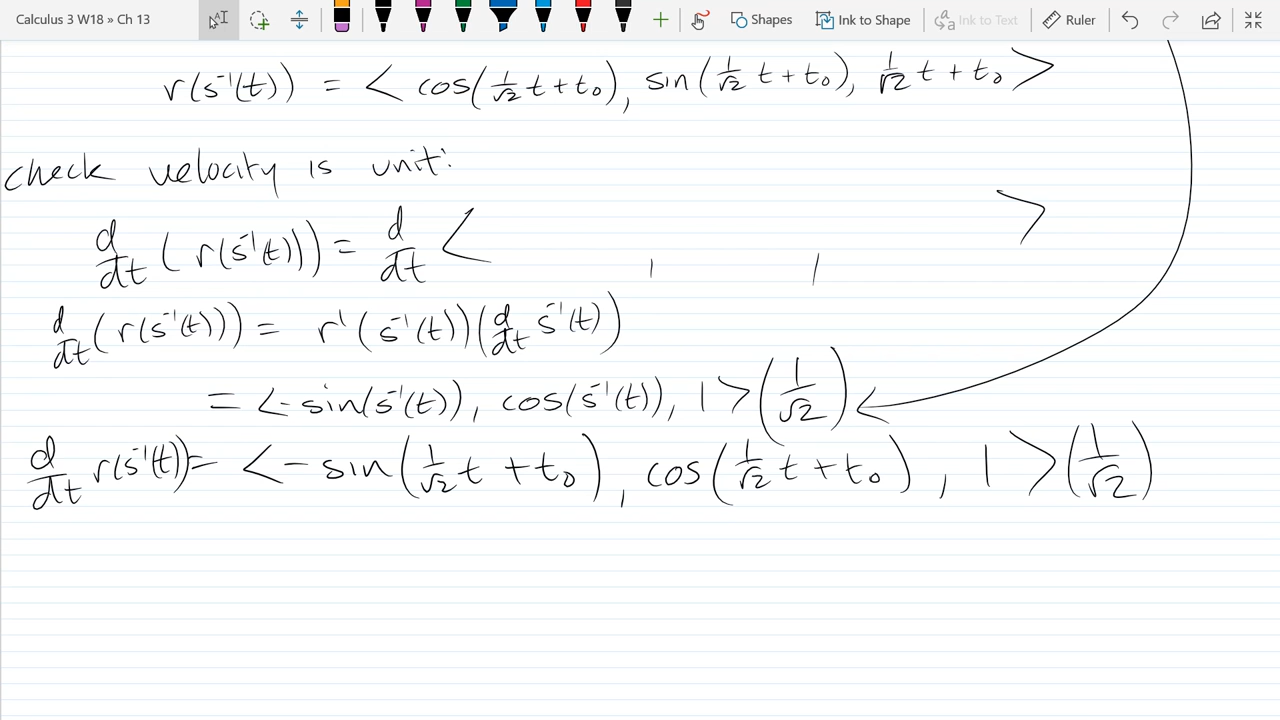 Calculus 3 W18 » Ch 13
Shapes Ink to Shape Ink to Text Ruler
r(s⁻¹(t)) = < cos(1/√2 t + t₀), sin(1/√2 t + t₀), 1/√2 t + t₀ >
check velocity is unit:
d/dt (r(s⁻¹(t))) = d/dt < , , >
d/dt (r(s⁻¹(t))) = r'(s⁻¹(t)) (d/dt s⁻¹(t))
= <-sin(s⁻¹(t)), cos(s⁻¹(t)), 1> (1/√2)
d/dt r(s⁻¹(t)) = < -sin(1/√2 t + t₀), cos(1/√2 t + t₀), 1 > (1/√2)